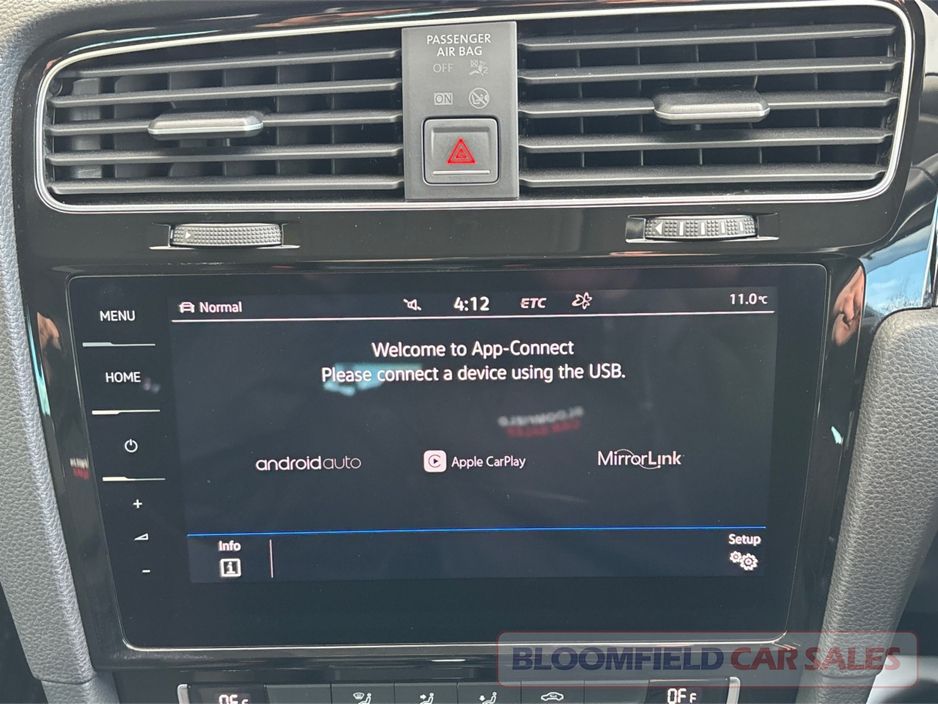 PASSENGER
AIR BAG
OFF
ON
MENU
HOME
+
-
Normal
4:12
ETC
11.0°C
Welcome to App-Connect
Please connect a device using the USB.
androidauto
Apple CarPlay
MirrorLink
Info
Setup
BLOOMFIELD CAR SALES
OFF